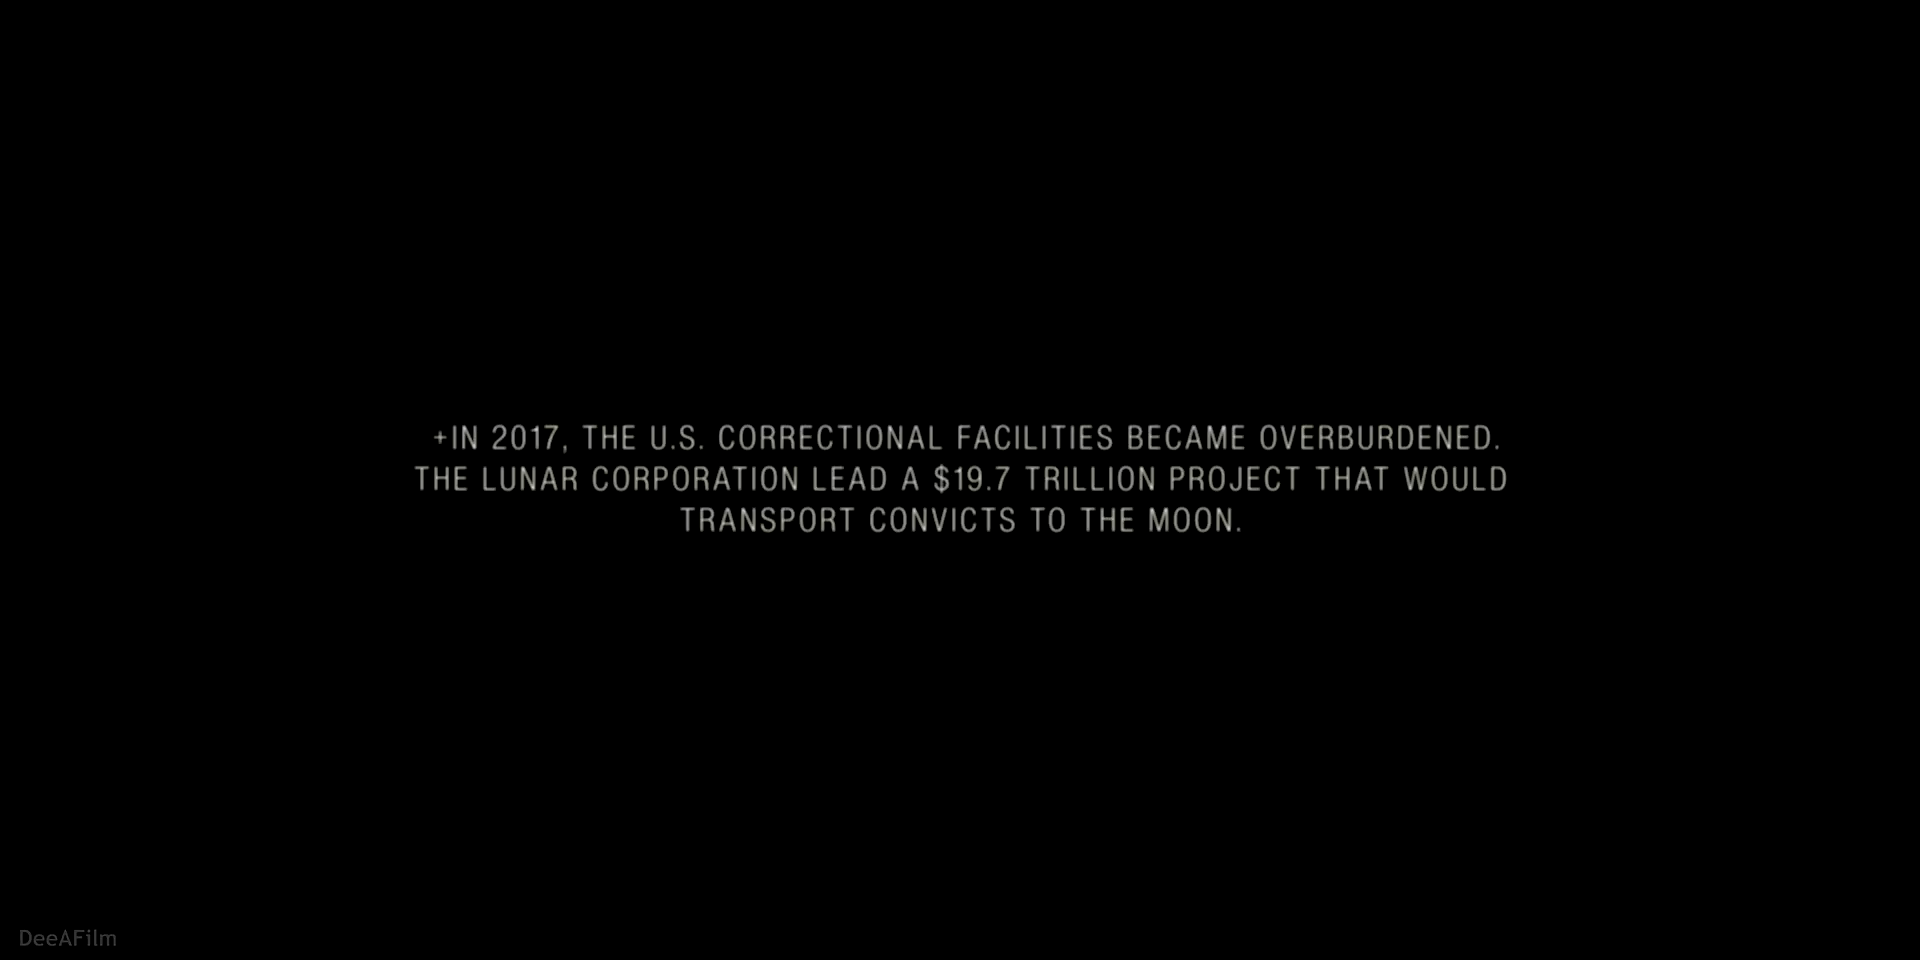 +IN 2017, THE U.S. CORRECTIONAL FACILITIES BECAME OVERBURDENED.
THE LUNAR CORPORATION LEAD A $19.7 TRILLION PROJECT THAT WOULD
TRANSPORT CONVICTS TO THE MOON.
DeeAFilm